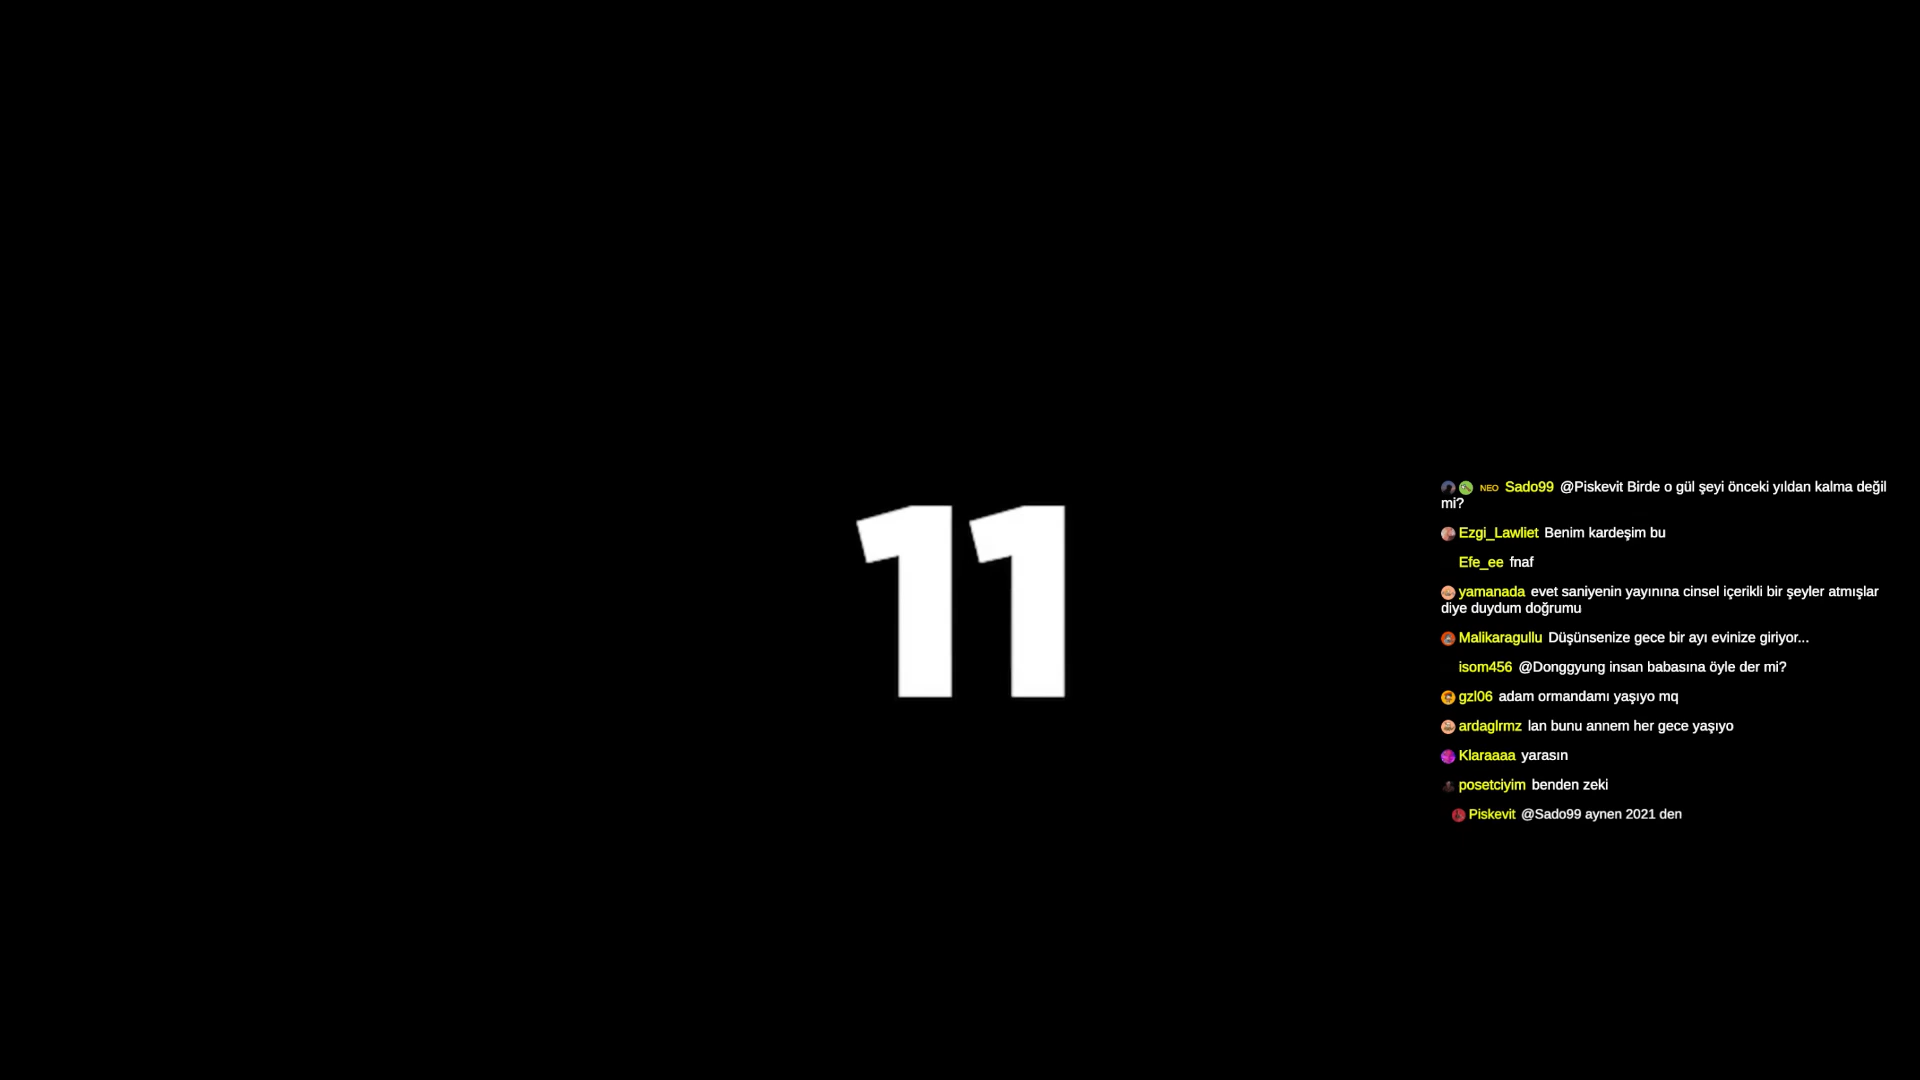 11
NEO Sado99 @Piskevit Birde o gül şeyi önceki yıldan kalma değil
mi?
Ezgi_Lawliet Benim kardeşim bu
Efe_ee fnaf
yamanada evet saniyenin yayınına cinsel içerikli bir şeyler atmışlar
diye duydum doğrumu
Malikaragullu Düşünsenize gece bir ayı evinize giriyor...
isom456 @Donggyung insan babasına öyle der mi?
gzl06 adam ormandamı yaşıyo mq
ardaglrmz lan bunu annem her gece yaşıyo
Klaraaaa yarasın
posetciyim benden zeki
Piskevit @Sado99 aynen 2021 den